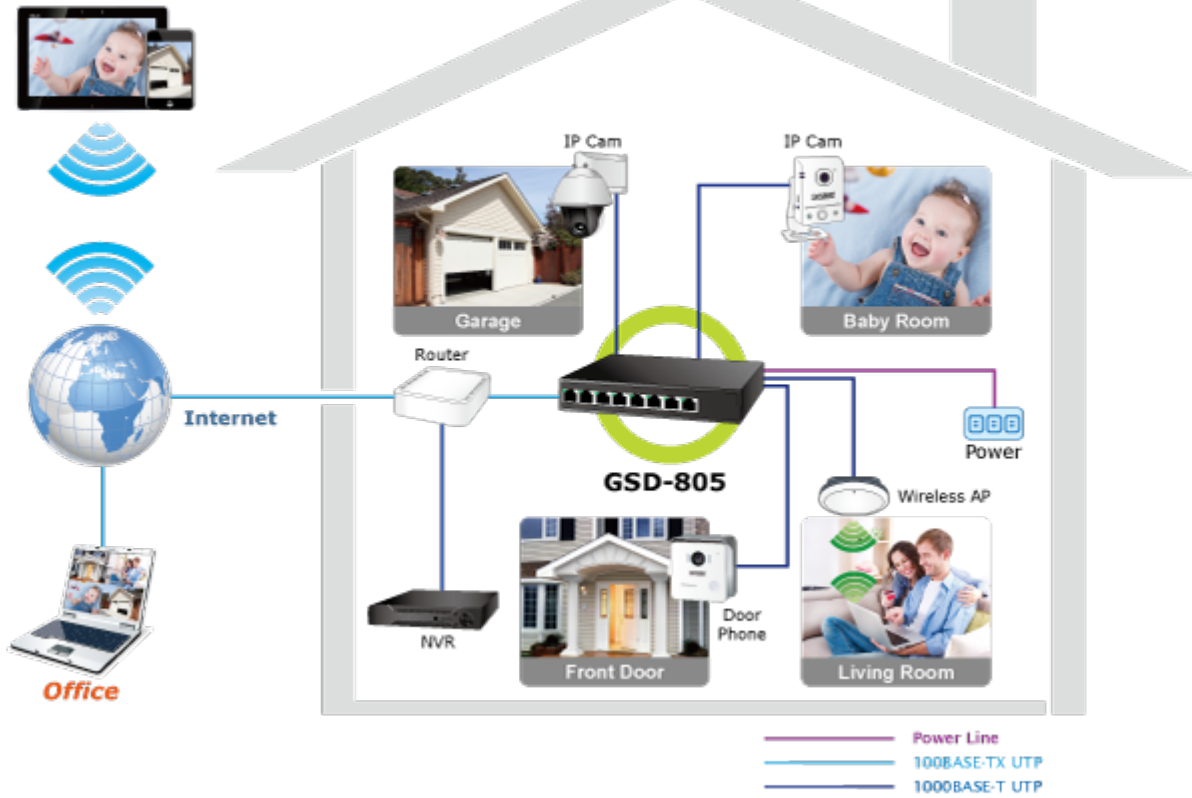 IP Cam
IP Cam
Garage
Baby Room
Router
Internet
GSD-805
Power
Wireless AP
NVR
Door
Phone
Front Door
Living Room
Office
Power Line
100BASE-TX UTP
1000BASE-T UTP